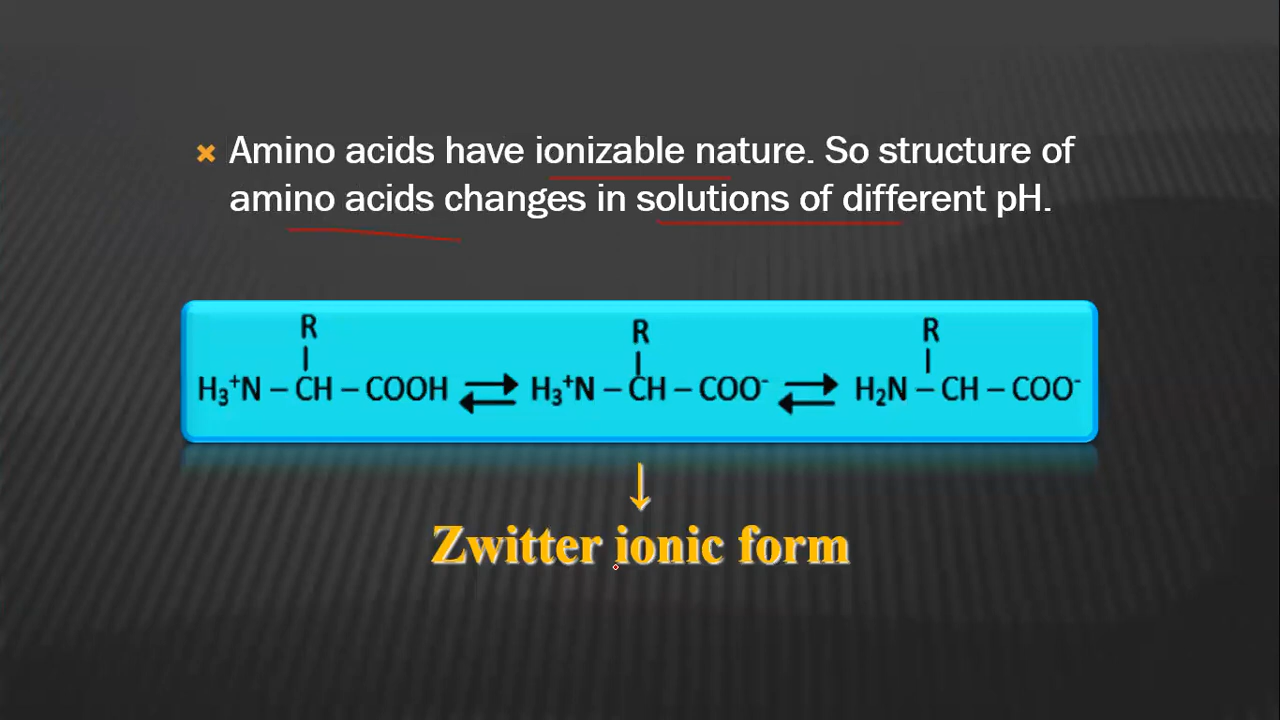 Amino acids have ionizable nature. So structure of
amino acids changes in solutions of different pH.
R R R
H₃⁺N – CH – COOH ⇌ H₃⁺N – CH – COO⁻ ⇌ H₂N – CH – COO⁻
↓
Zwitter ionic form